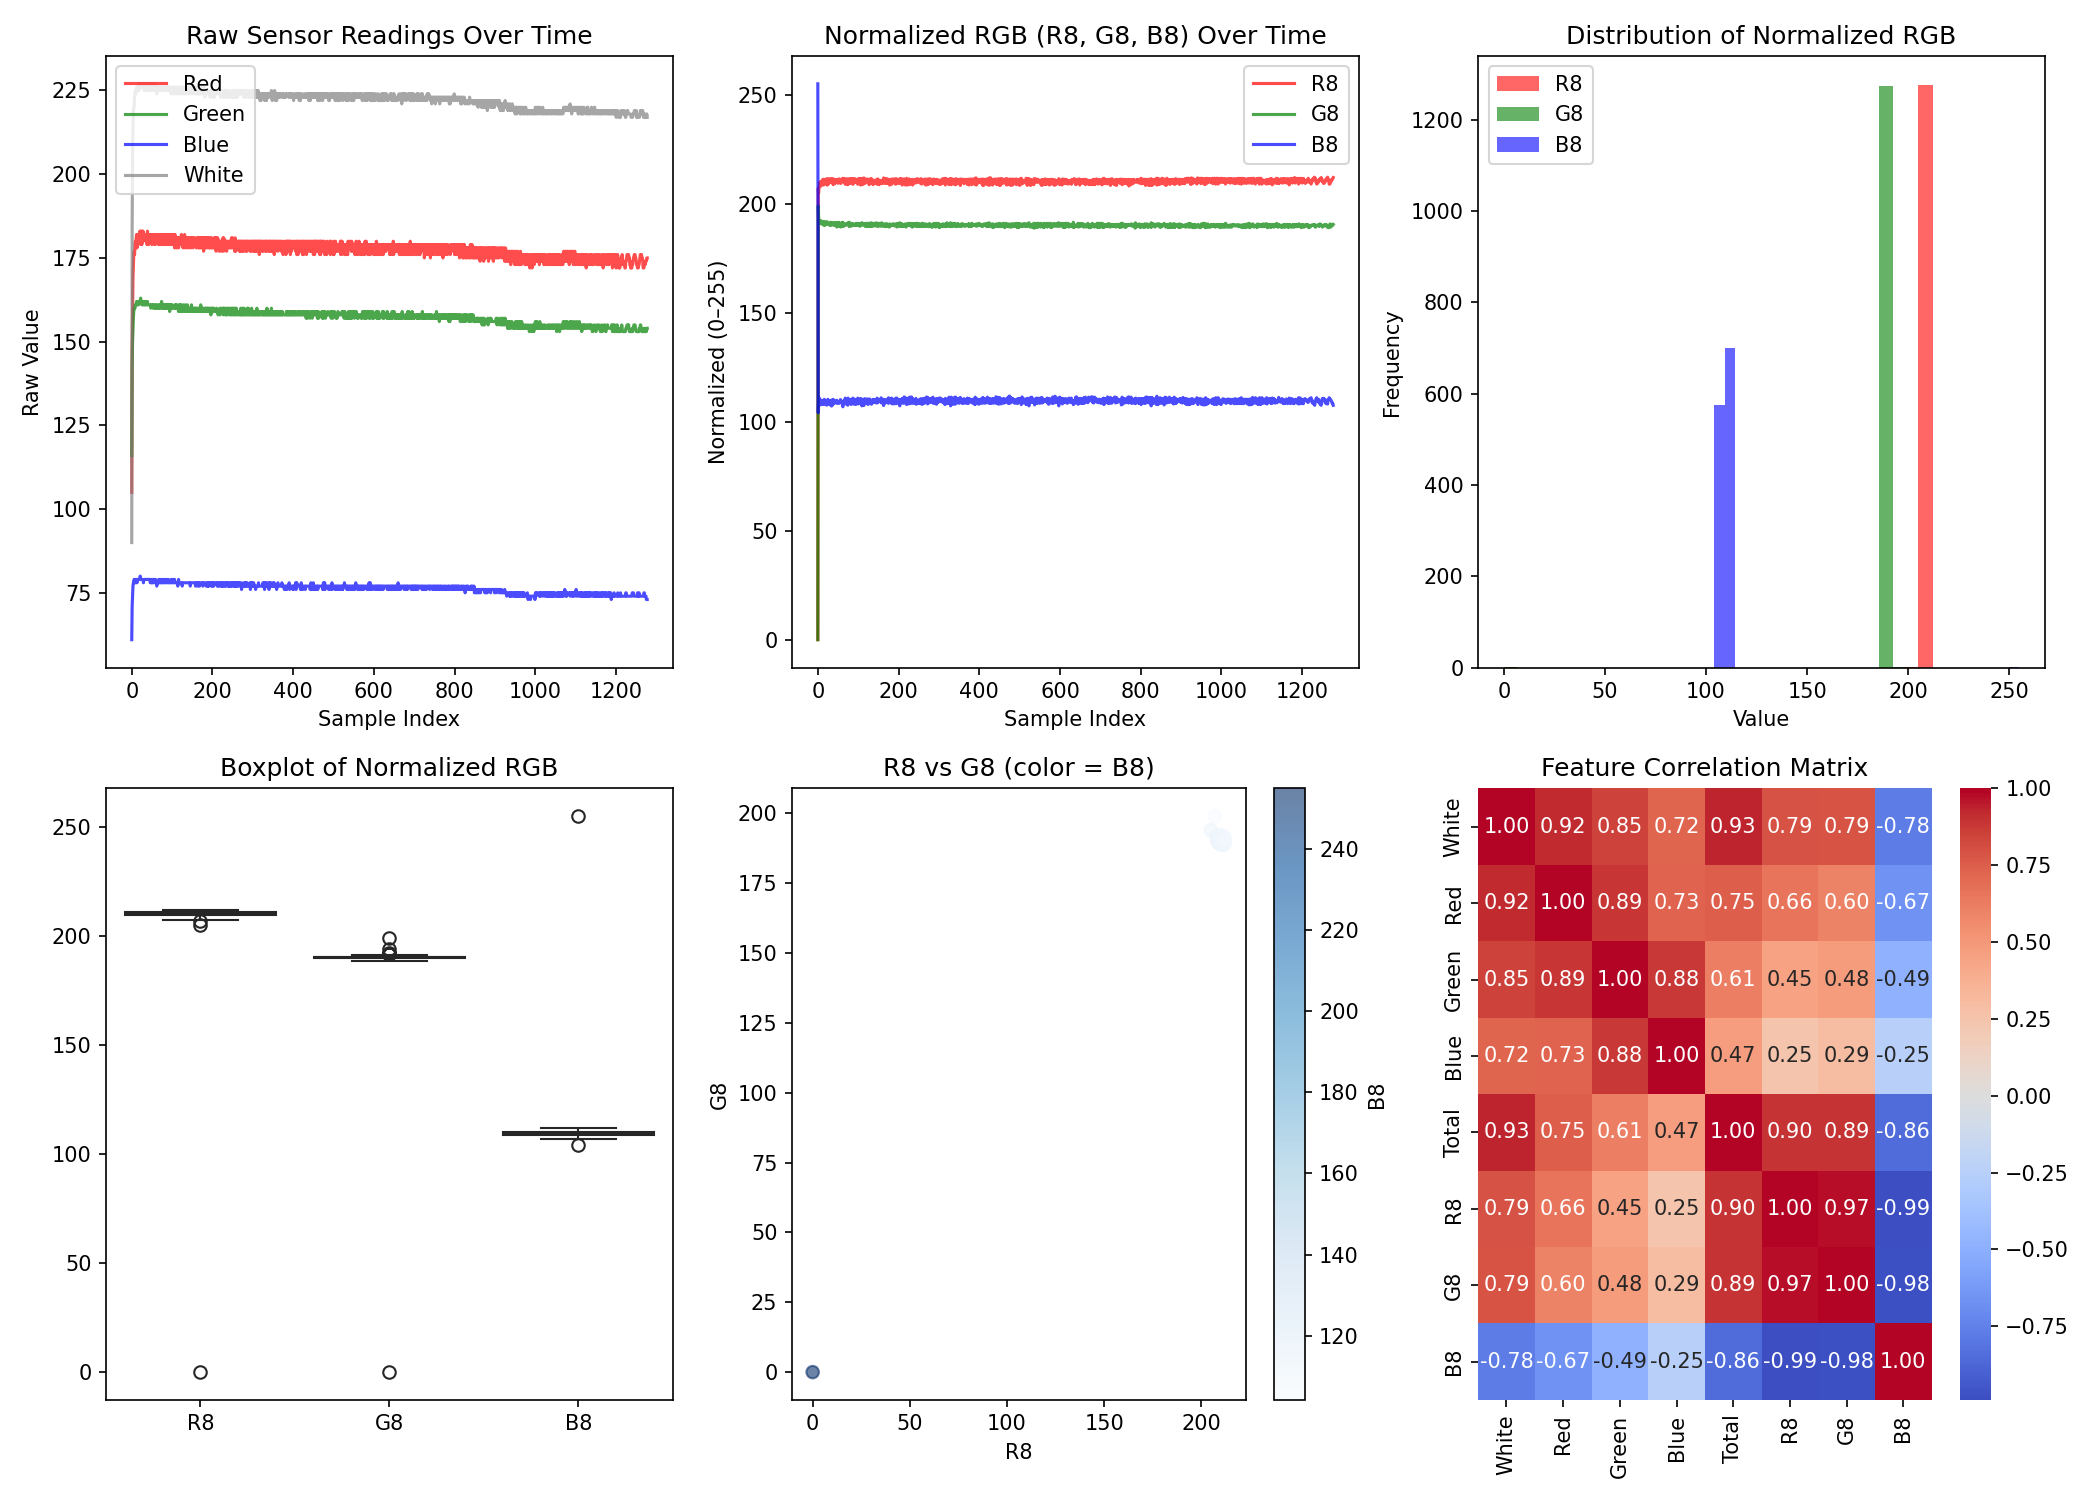 Raw Sensor Readings Over Time
Red
Green
Blue
White
225
200
175
150
125
100
75
Raw Value
0 200 400 600 800 1000 1200
Sample Index
Normalized RGB (R8, G8, B8) Over Time
R8
G8
B8
250
200
150
100
50
0
Normalized (0–255)
0 200 400 600 800 1000 1200
Sample Index
Distribution of Normalized RGB
R8
G8
B8
1200
1000
800
600
400
200
0
Frequency
0 50 100 150 200 250
Value
Boxplot of Normalized RGB
250
200
150
100
50
0
R8 G8 B8
R8 vs G8 (color = B8)
200
175
150
125
100
75
50
25
0
G8
0 50 100 150 200
R8
240
220
200
180
160
140
120
B8
Feature Correlation Matrix
White 1.00 0.92 0.85 0.72 0.93 0.79 0.79 -0.78
Red 0.92 1.00 0.89 0.73 0.75 0.66 0.60 -0.67
Green 0.85 0.89 1.00 0.88 0.61 0.45 0.48 -0.49
Blue 0.72 0.73 0.88 1.00 0.47 0.25 0.29 -0.25
Total 0.93 0.75 0.61 0.47 1.00 0.90 0.89 -0.86
R8 0.79 0.66 0.45 0.25 0.90 1.00 0.97 -0.99
G8 0.79 0.60 0.48 0.29 0.89 0.97 1.00 -0.98
B8 -0.78 -0.67 -0.49 -0.25 -0.86 -0.99 -0.98 1.00
White Red Green Blue Total R8 G8 B8
1.00
0.75
0.50
0.25
0.00
−0.25
−0.50
−0.75